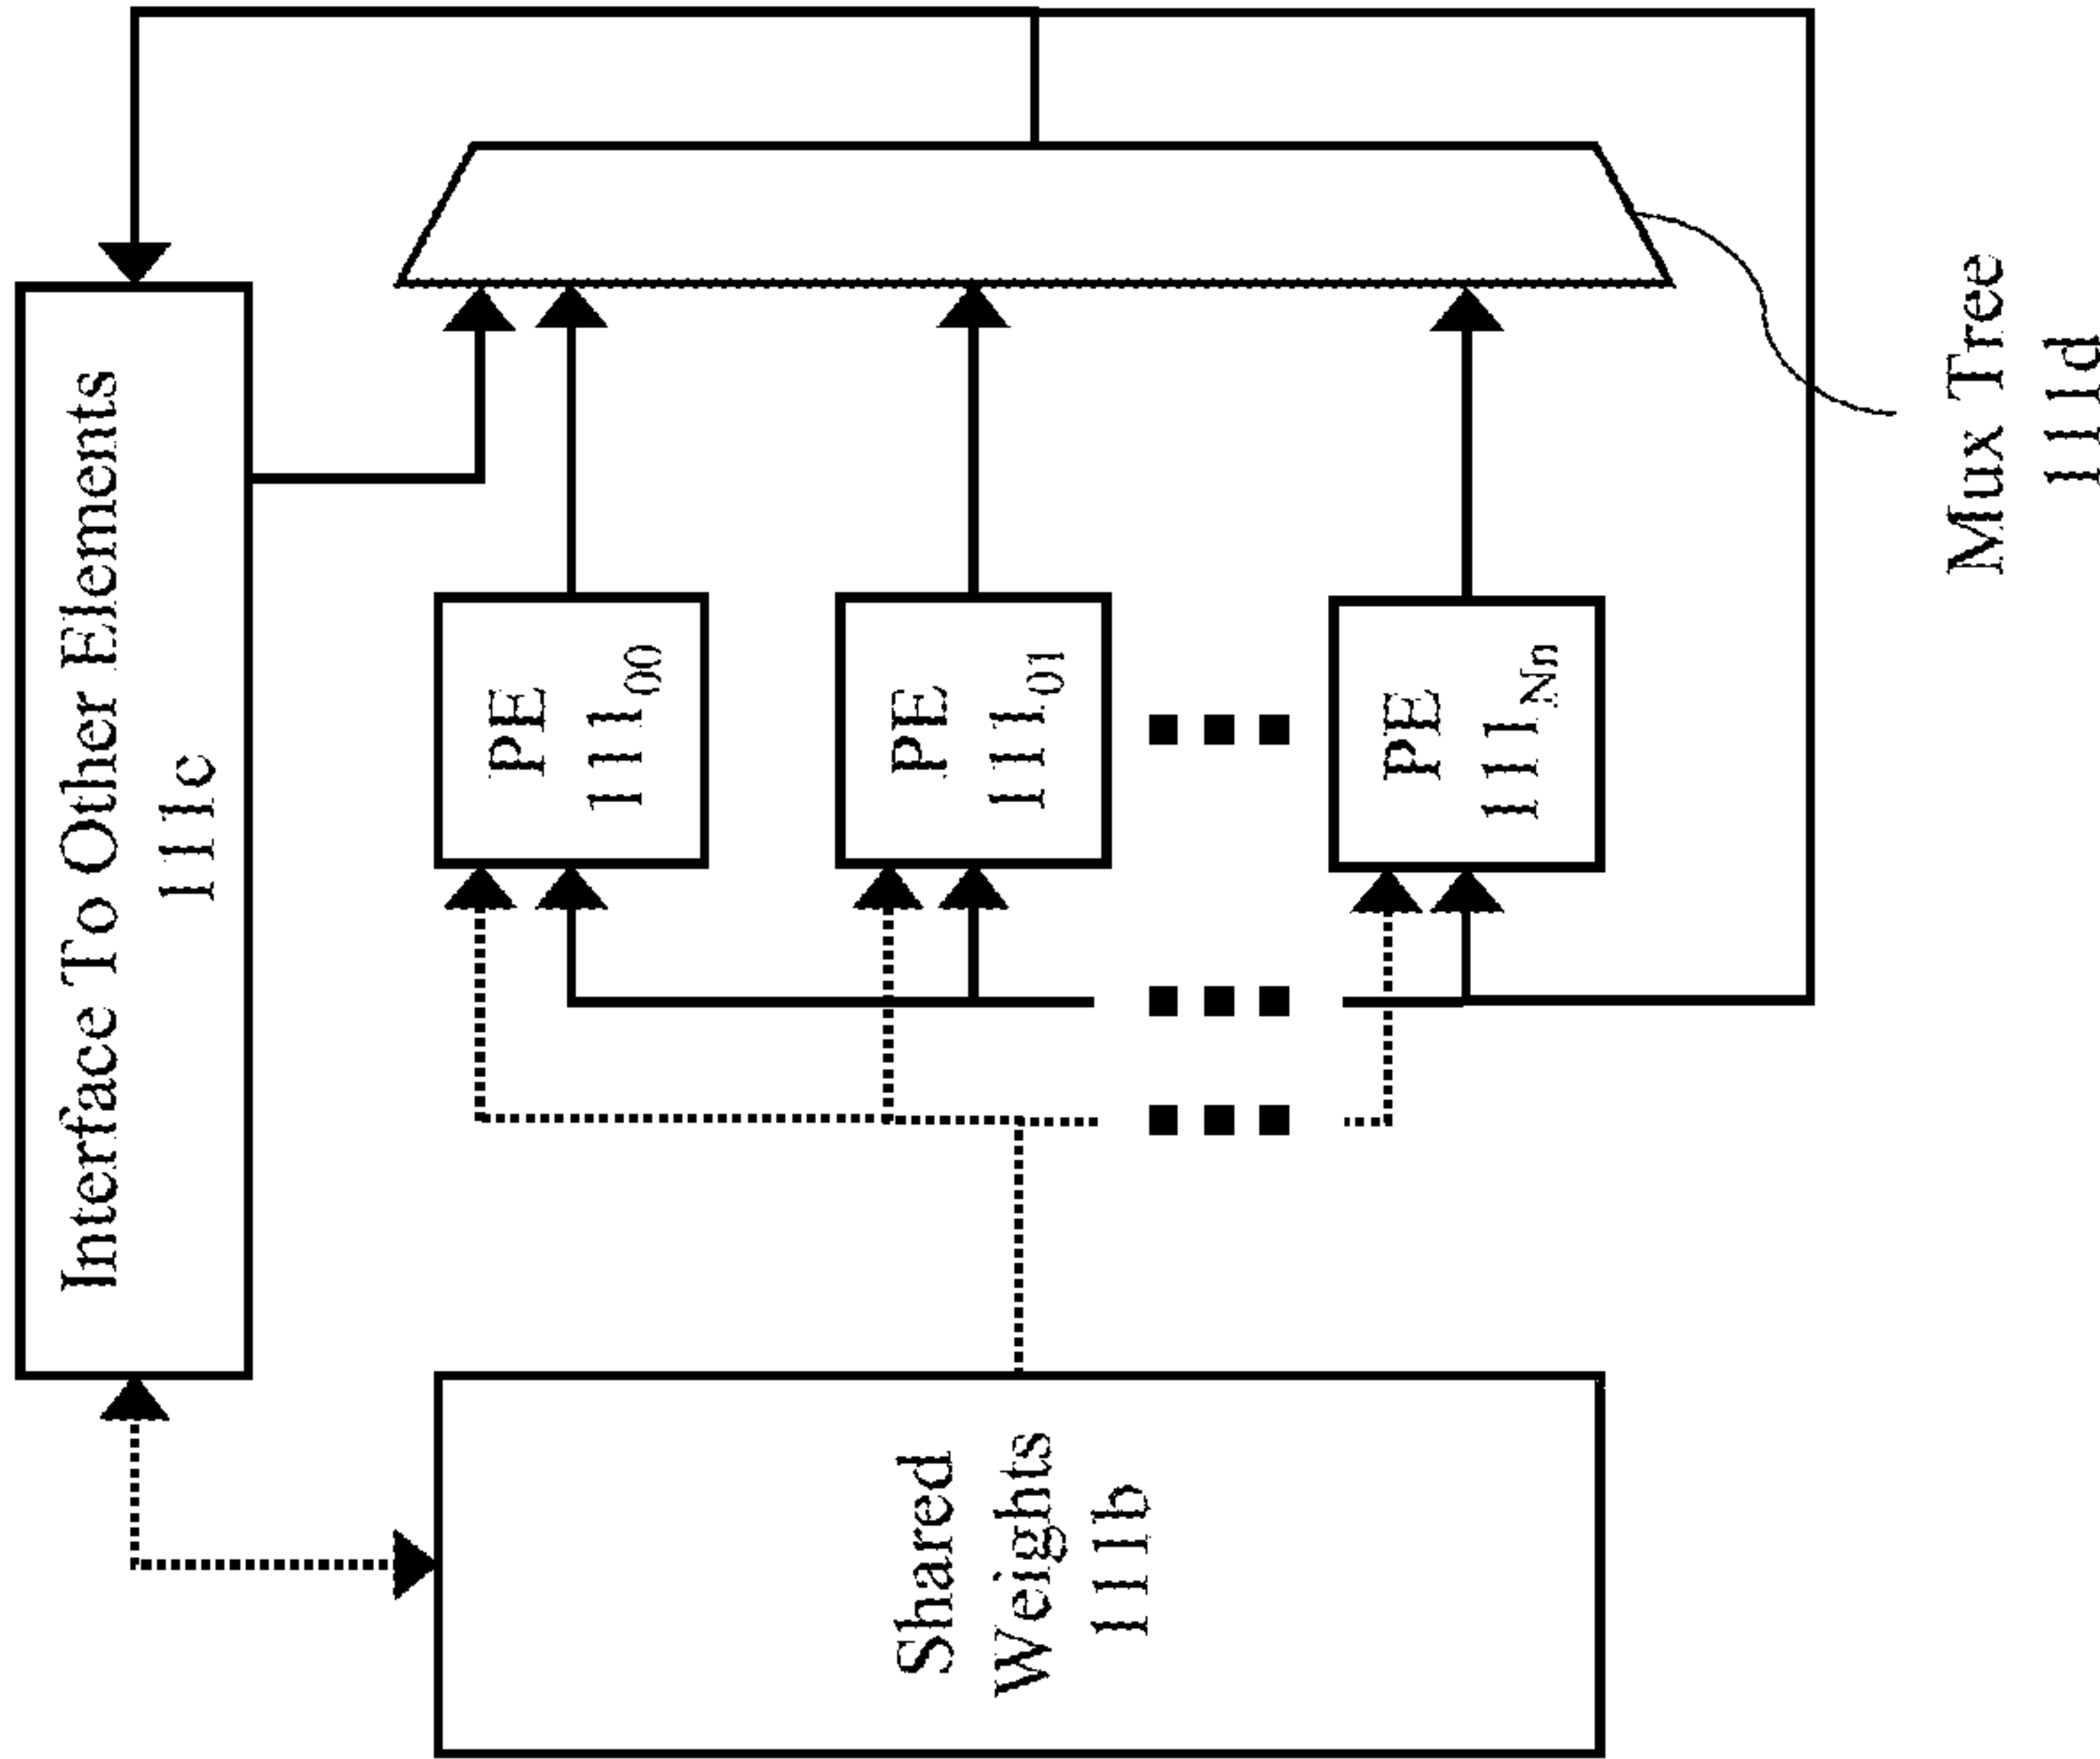 Interface To Other Elements
111c
PE
111₀₀
PE
111₀₁
PE
111Nn
Shared
Weights
111b
Mux Tree
111d